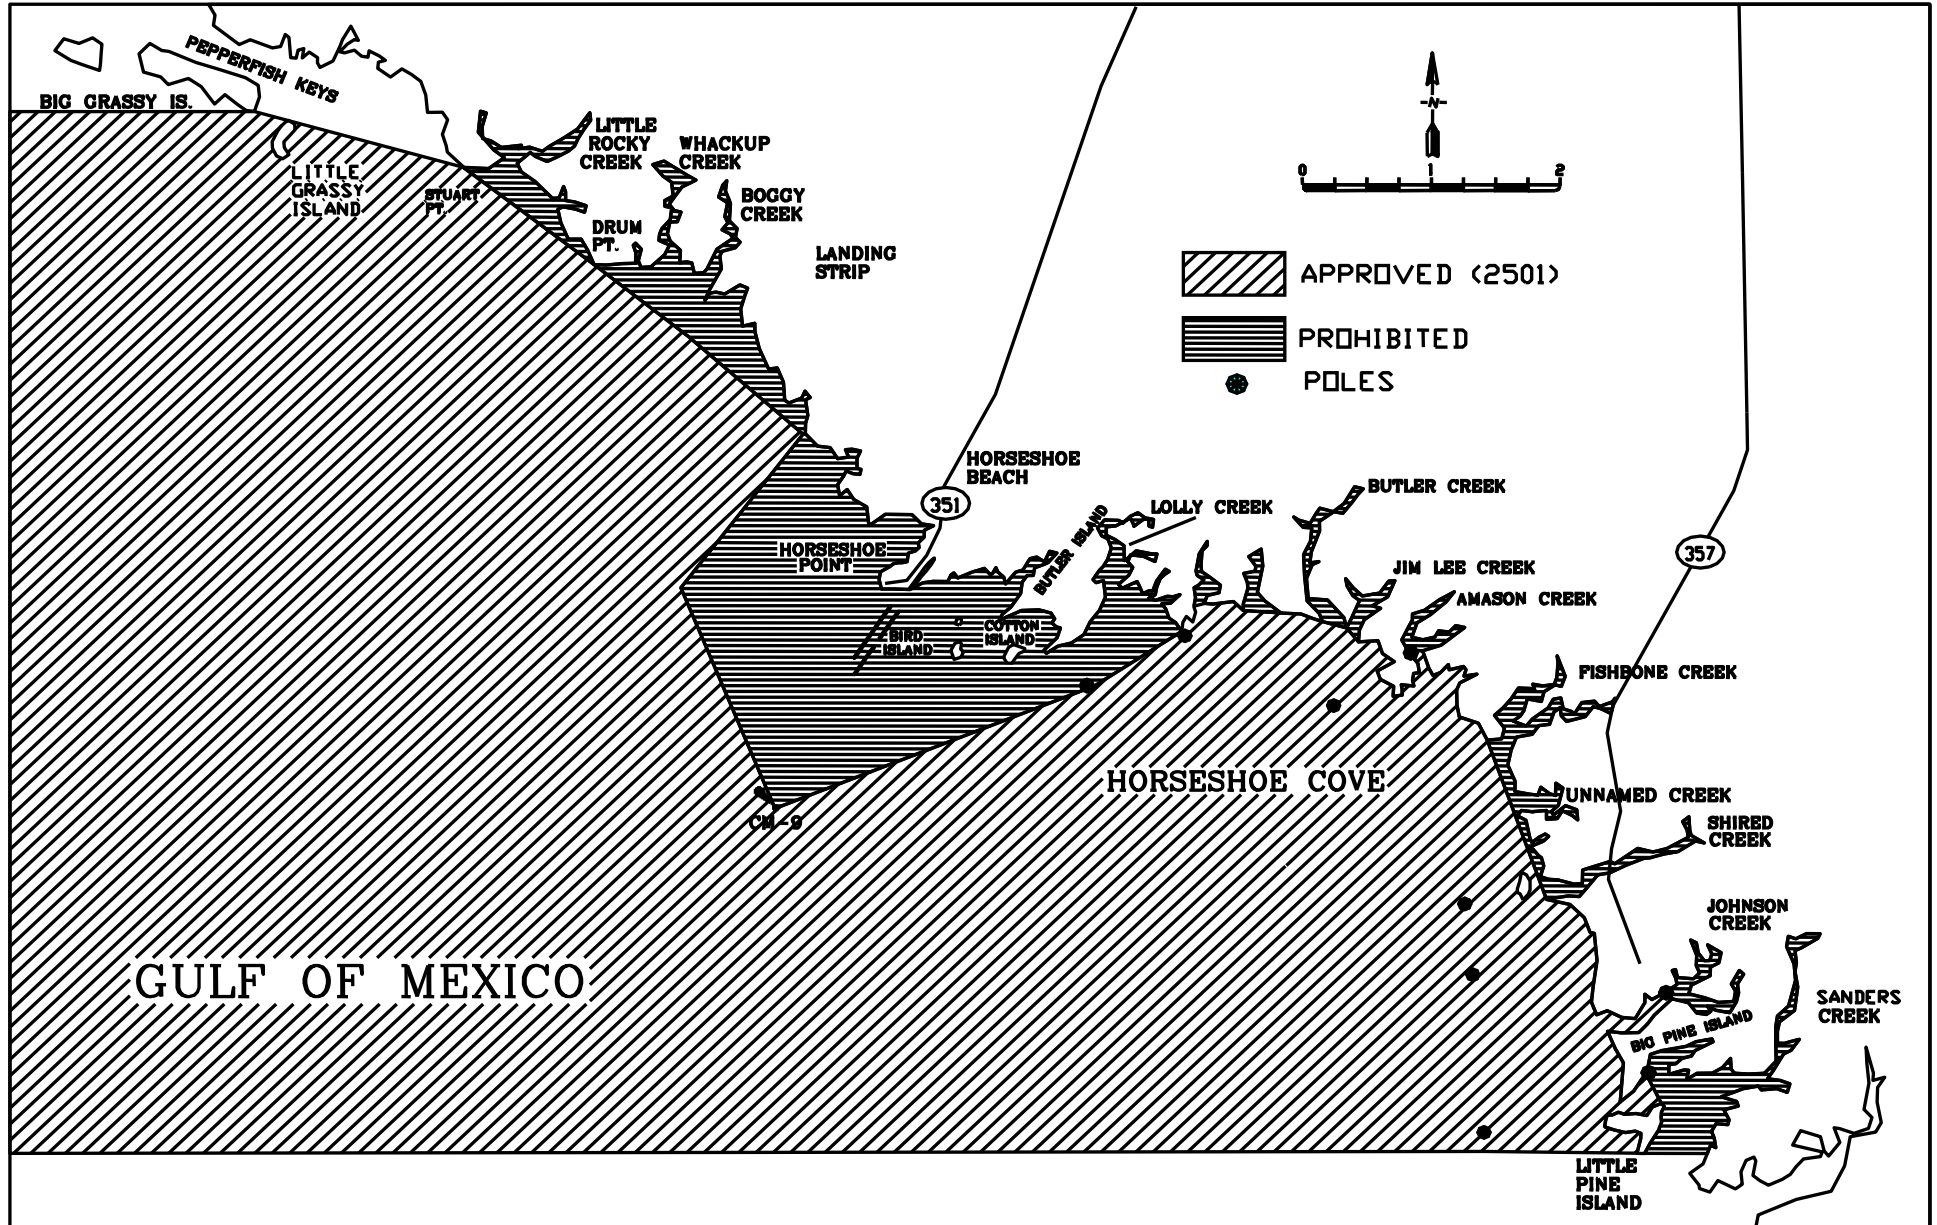 PEPPERFISH KEYS
BIG GRASSY IS.
LITTLE
GRASSY
ISLAND
STUART
PT.
LITTLE
ROCKY
CREEK
WHACKUP
CREEK
BOGGY
CREEK
DRUM
PT.
LANDING
STRIP
-N-
0 1 2
APPROVED (2501)
PROHIBITED
POLES
HORSESHOE
BEACH
351
HORSESHOE
POINT
BUTLER ISLAND
LOLLY CREEK
BUTLER CREEK
JIM LEE CREEK
AMASON CREEK
357
BIRD
ISLAND
COTTON
ISLAND
FISHBONE CREEK
HORSESHOE COVE
CM-9
UNNAMED CREEK
SHIRED
CREEK
JOHNSON
CREEK
GULF OF MEXICO
SANDERS
CREEK
BIG PINE ISLAND
LITTLE
PINE
ISLAND